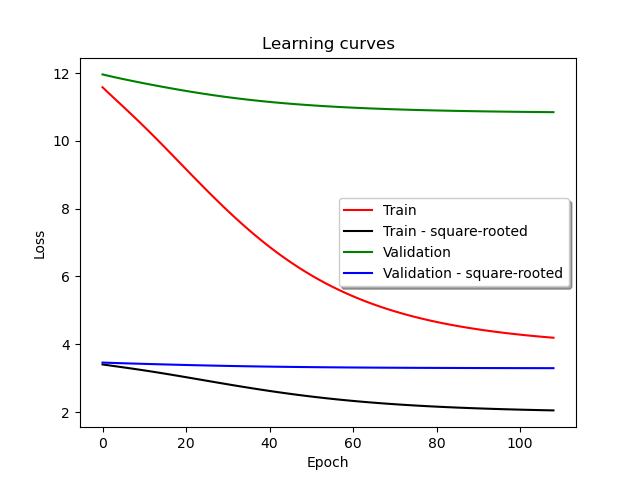 Learning curves
12
10
8
6
4
2
Loss
Train
Train - square-rooted
Validation
Validation - square-rooted
0 20 40 60 80 100
Epoch